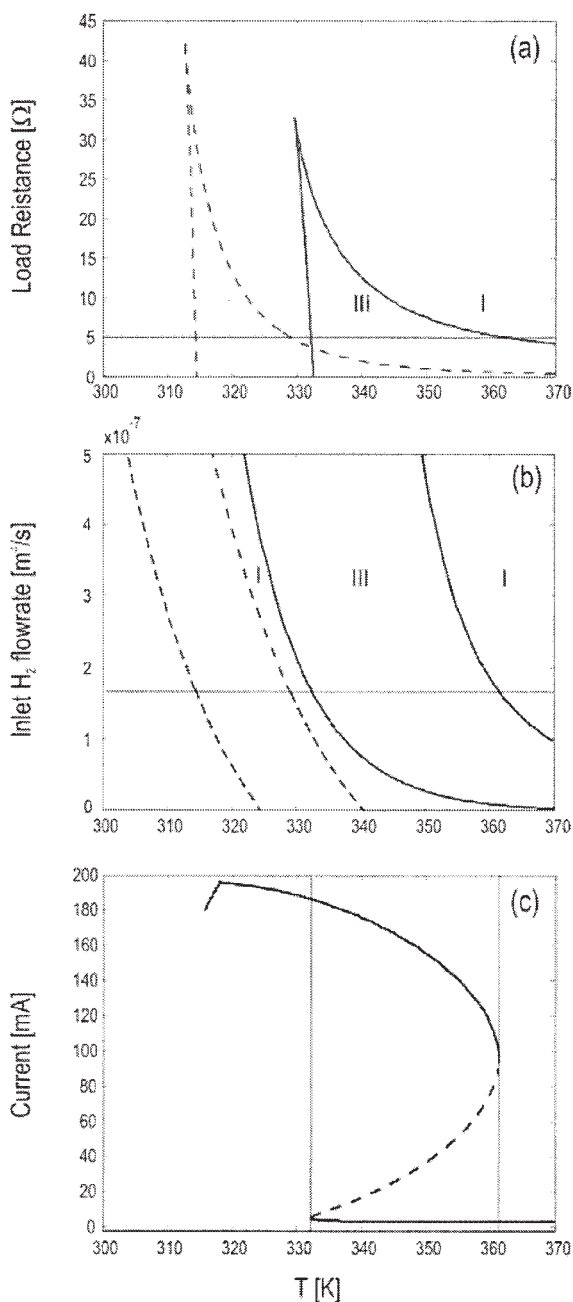 (a)
Load Reistance [Ω]
45
40
35
30
25
20
15
10
5
0
III
I
300 310 320 330 340 350 360 370
x10⁻⁷
(b)
Inlet H₂ flowrate [m³/s]
5
4
3
2
1
0
I
III
I
300 310 320 330 340 350 360 370
(c)
Current [mA]
200
180
160
140
120
100
80
60
40
20
0
300 310 320 330 340 350 360 370
T [K]